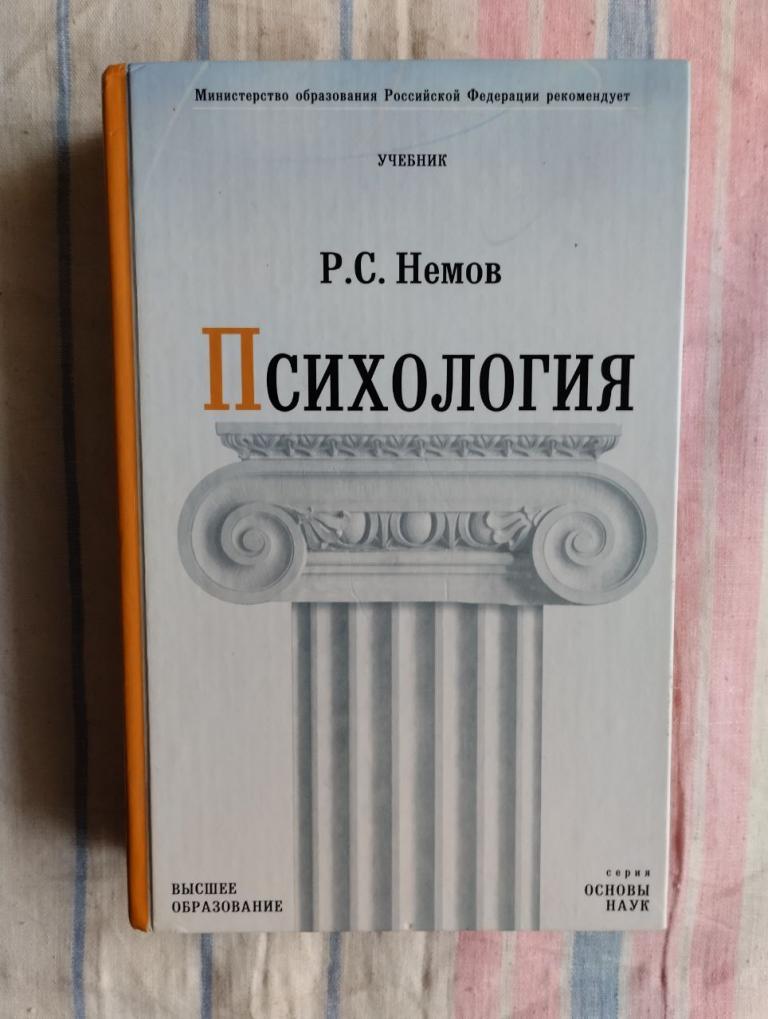 Министерство образования Российской Федерации рекомендует
УЧЕБНИК
Р.С. Немов
Психология
ВЫСШЕЕ
ОБРАЗОВАНИЕ
серия
ОСНОВЫ
НАУК